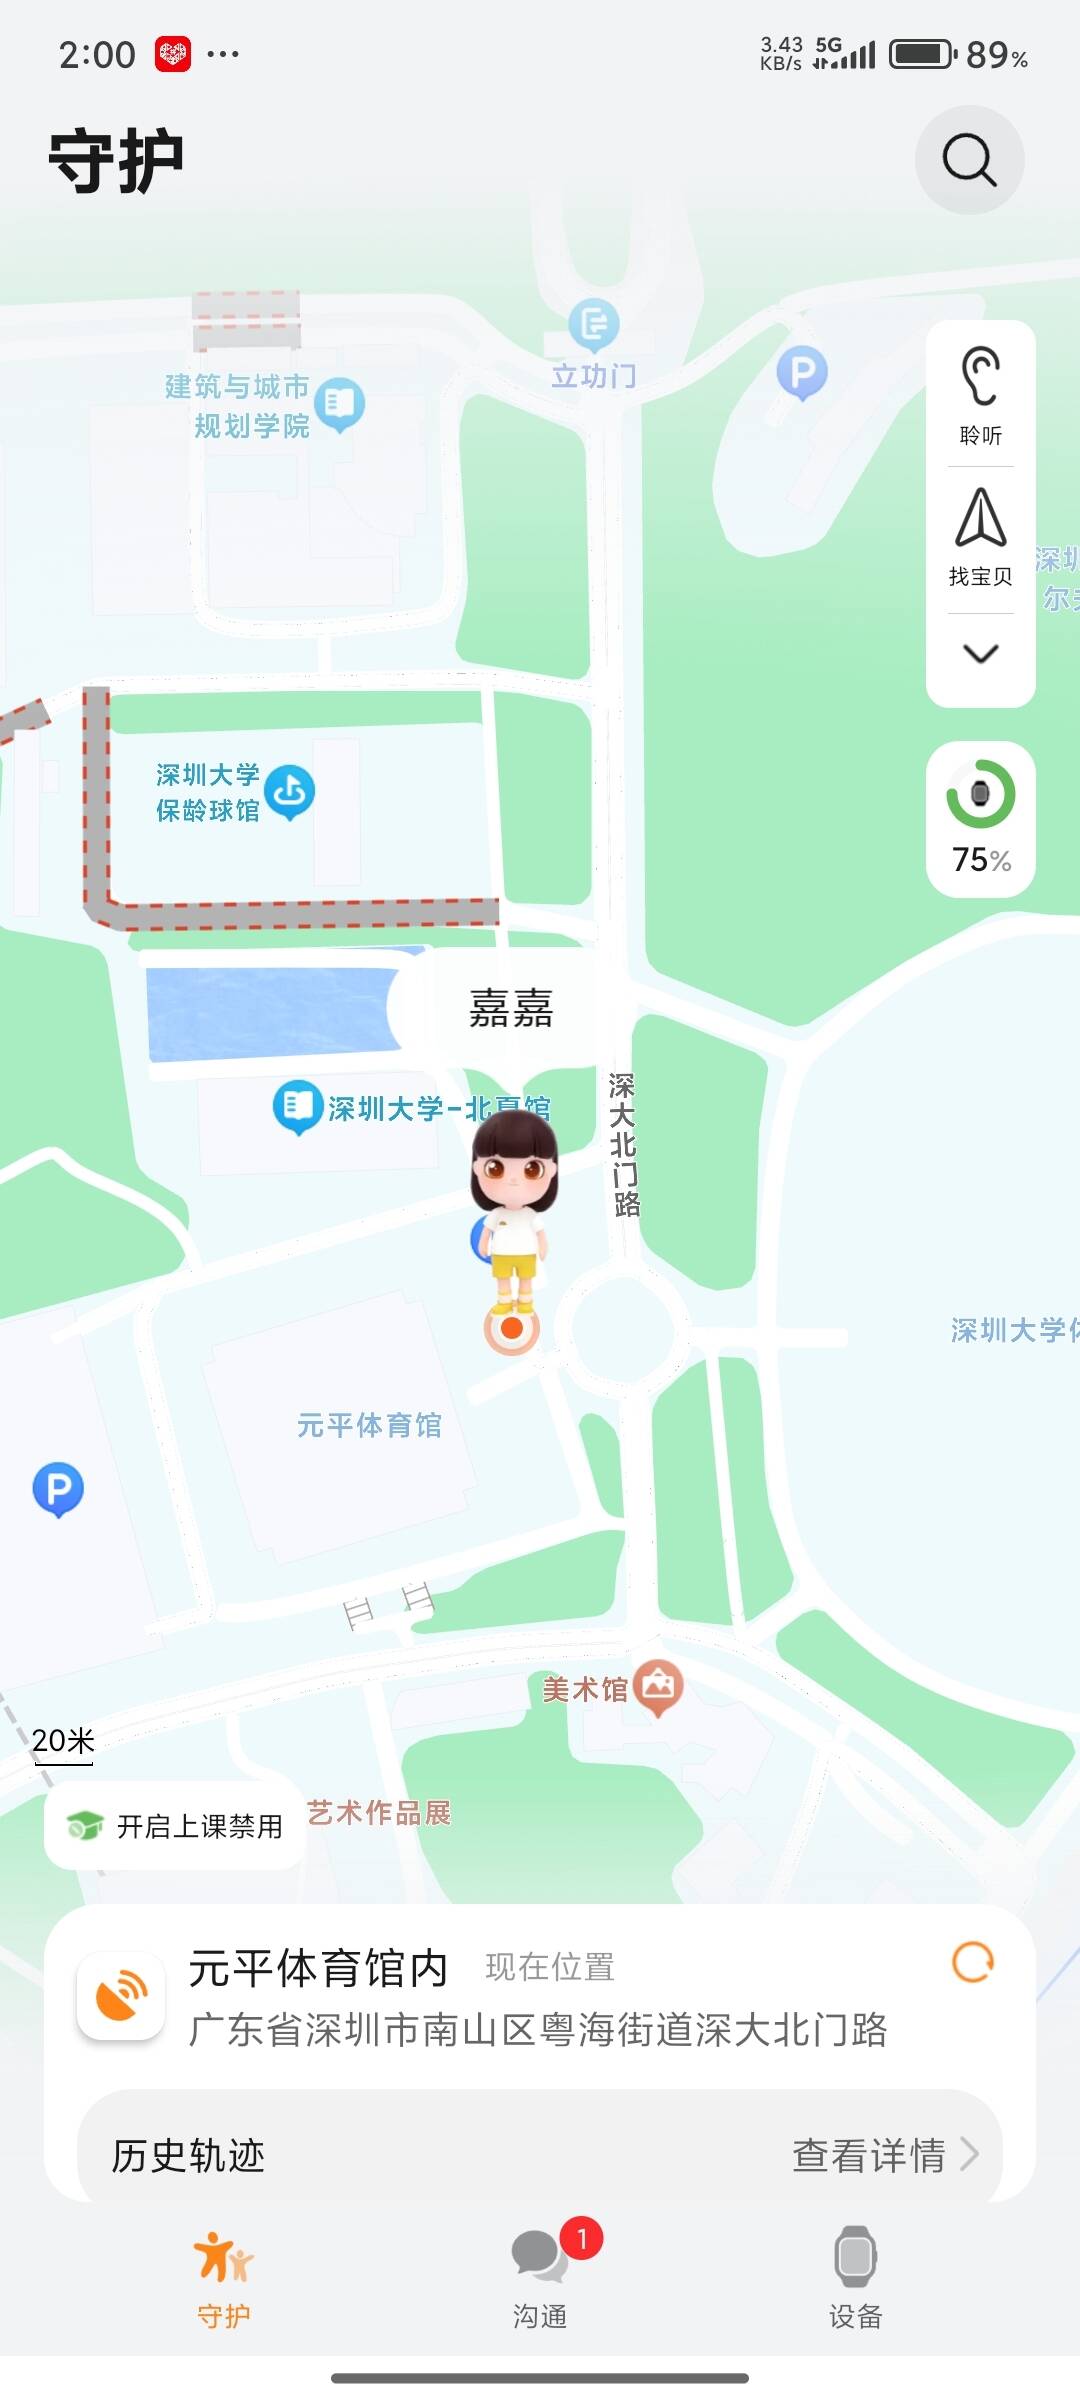 2:00
3.43
KB/s
5G
89%
守护
建筑与城市
规划学院
立功门
P
聆听
找宝贝
深圳
75%
深圳大学
保龄球馆
嘉嘉
深圳大学-北夏馆
深大北门路
深圳大学
元平体育馆
P
美术馆
20米
开启上课禁用
艺术作品展
元平体育馆内 现在位置
广东省深圳市南山区粤海街道深大北门路
历史轨迹
查看详情
1
守护
沟通
设备